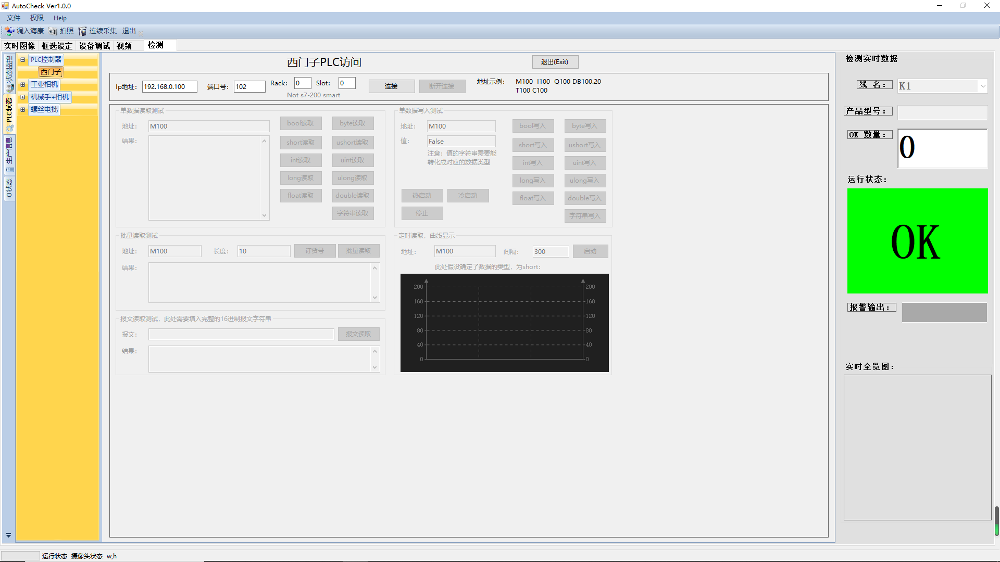 AutoCheck Ver1.0.0
文件 权限 Help
调入海康 拍照 连续采集 退出
实时图像 框选设定 设备调试 视频 检测
状态监控
PLC状态
生产信息
IO状态
PLC控制器
西门子
工业相机
机械手+相机
螺丝电批
西门子PLC访问 退出(Exit)
Ip地址: 192.168.0.100 端口号: 102 Rack: 0 Slot: 0 连接 断开连接 地址示例: M100 I100 Q100 DB100.20
Not s7-200 smart T100 C100
单数据读取测试
地址: M100 bool读取 byte读取
结果: short读取 ushort读取
int读取 uint读取
long读取 ulong读取
float读取 double读取
字符串读取
单数据写入测试
地址: M100 bool写入 byte写入
值: False short写入 ushort写入
注意: 值的字符串需要能
转化成对应的数据类型 int写入 uint写入
long写入 ulong写入
热启动 冷启动 float写入 double写入
停止 字符串写入
批量读取测试
地址: M100 长度: 10 订货号 批量读取
结果:
定时读取, 曲线显示
地址: M100 间隔: 300 启动
此处假设确定了数据的类型, 为short:
200 200
160 160
120 120
80 80
40 40
0 0
报文读取测试, 此处需要填入完整的16进制报文字符串
报文: 报文读取
结果:
检测实时数据
线 名: K1
产品型号:
OK 数量: 0
运行状态:
OK
报警输出:
实时全览图:
运行状态 摄像头状态 w,h